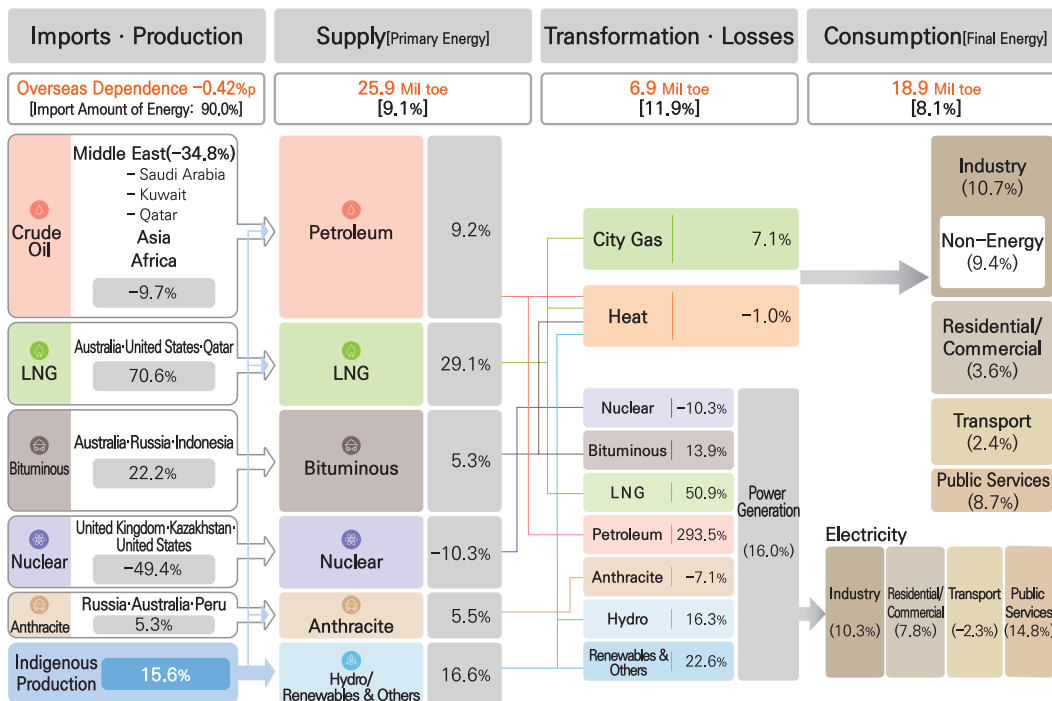 Imports · Production
Supply[Primary Energy]
Transformation · Losses
Consumption[Final Energy]
Overseas Dependence −0.42%p
[Import Amount of Energy: 90.0%]
25.9 Mil toe
[9.1%]
6.9 Mil toe
[11.9%]
18.9 Mil toe
[8.1%]
Crude
Oil
Middle East(−34.8%)
− Saudi Arabia
− Kuwait
− Qatar
Asia
Africa
−9.7%
LNG
Australia·United States·Qatar
70.6%
Bituminous
Australia·Russia·Indonesia
22.2%
Nuclear
United Kingdom·Kazakhstan·
United States
−49.4%
Anthracite
Russia·Australia·Peru
5.3%
Indigenous
Production
15.6%
Petroleum
9.2%
LNG
29.1%
Bituminous
5.3%
Nuclear
−10.3%
Anthracite
5.5%
Hydro/
Renewables & Others
16.6%
City Gas
7.1%
Heat
−1.0%
Nuclear
−10.3%
Bituminous
13.9%
LNG
50.9%
Petroleum
293.5%
Anthracite
−7.1%
Hydro
16.3%
Renewables &
Others
22.6%
Power
Generation
(16.0%)
Industry
(10.7%)
Non−Energy
(9.4%)
Residential/
Commercial
(3.6%)
Transport
(2.4%)
Public Services
(8.7%)
Electricity
Industry
(10.3%)
Residential/
Commercial
(7.8%)
Transport
(−2.3%)
Public
Services
(14.8%)